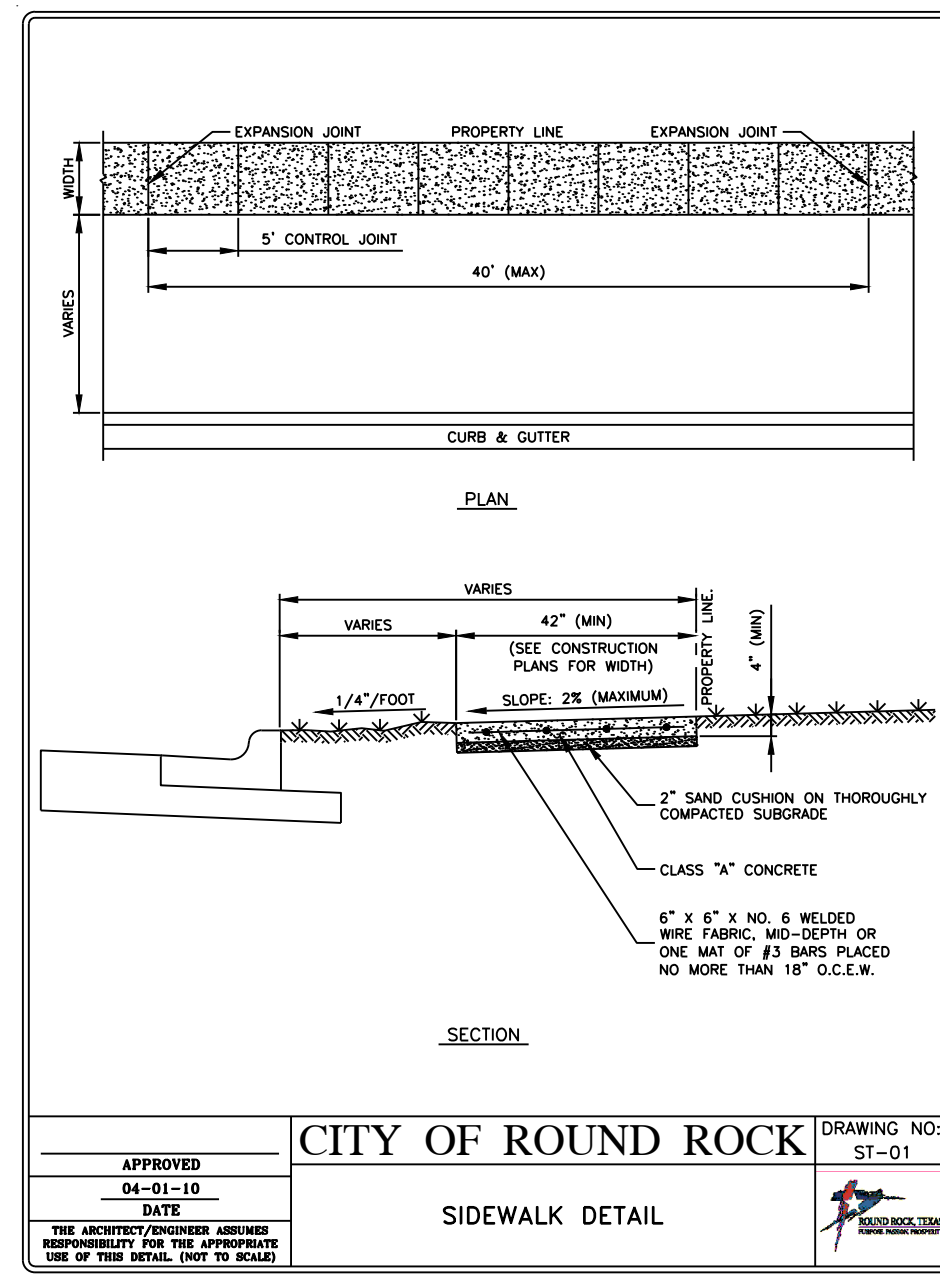 EXPANSION JOINT
PROPERTY LINE
EXPANSION JOINT
WIDTH
5' CONTROL JOINT
40' (MAX)
VARIES
CURB & GUTTER
PLAN
VARIES
VARIES
42" (MIN)
(SEE CONSTRUCTION
PLANS FOR WIDTH)
PROPERTY LINE.
4" (MIN)
1/4"/FOOT
SLOPE: 2% (MAXIMUM)
2" SAND CUSHION ON THOROUGHLY
COMPACTED SUBGRADE
CLASS "A" CONCRETE
6" X 6" X NO. 6 WELDED
WIRE FABRIC, MID-DEPTH OR
ONE MAT OF #3 BARS PLACED
NO MORE THAN 18" O.C.E.W.
SECTION
APPROVED
04-01-10
DATE
THE ARCHITECT/ENGINEER ASSUMES
RESPONSIBILITY FOR THE APPROPRIATE
USE OF THIS DETAIL. (NOT TO SCALE)
CITY OF ROUND ROCK
SIDEWALK DETAIL
DRAWING NO:
ST-01
ROUND ROCK, TEXAS
PURPOSE. PASSION. PROSPERITY